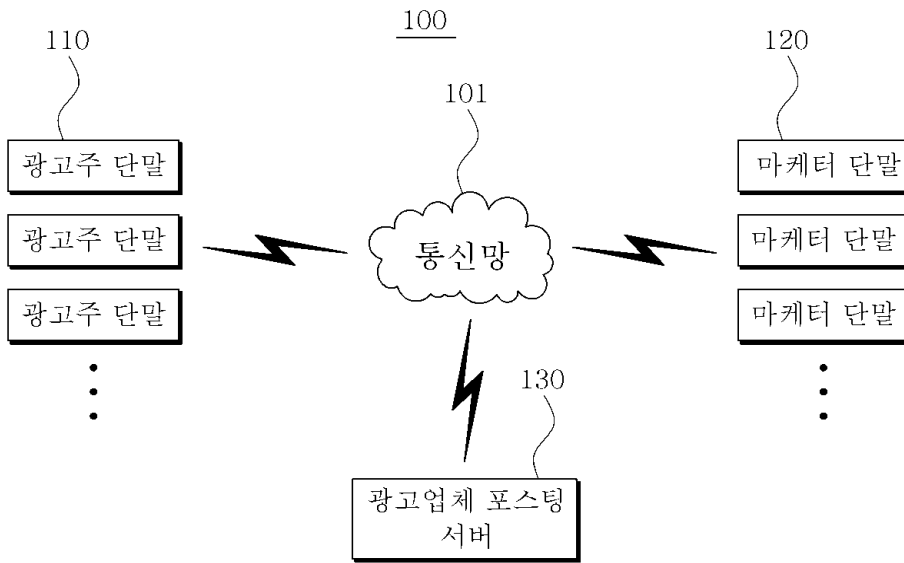 100
110
101
120
광고주 단말
광고주 단말
광고주 단말
통신망
마케터 단말
마케터 단말
마케터 단말
130
광고업체 포스팅
서버